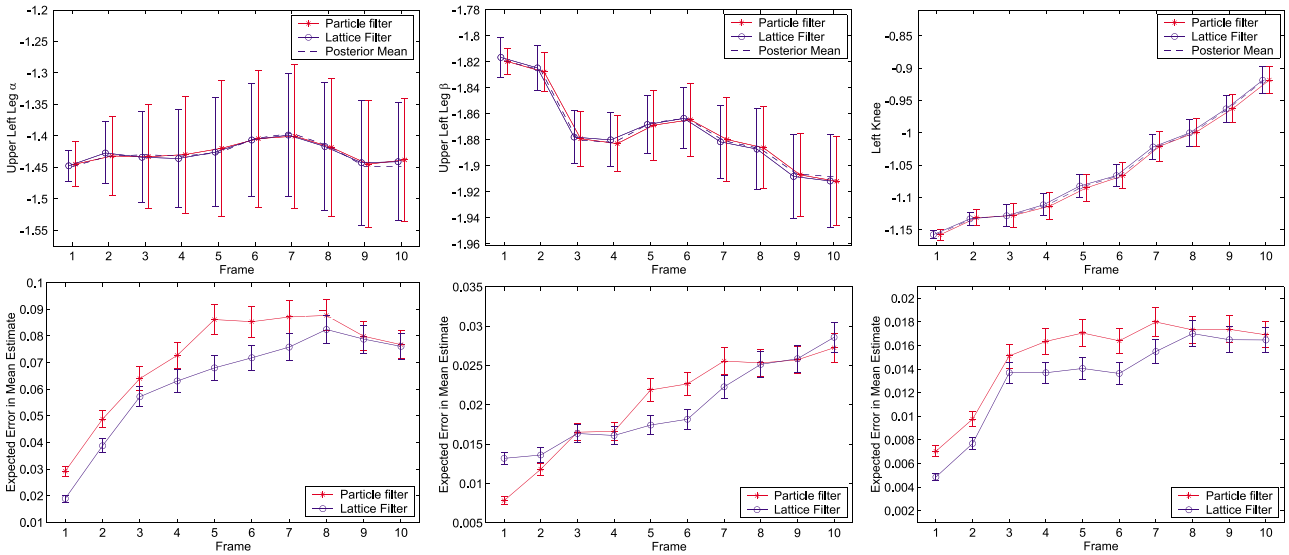 -1.2
-1.25
-1.3
-1.35
-1.4
-1.45
-1.5
-1.55
Upper Left Leg α
Particle filter
Lattice Filter
Posterior Mean
1 2 3 4 5 6 7 8 9 10
Frame
-1.78
-1.8
-1.82
-1.84
-1.86
-1.88
-1.9
-1.92
-1.94
-1.96
Upper Left Leg β
Particle filter
Lattice Filter
Posterior Mean
1 2 3 4 5 6 7 8 9 10
Frame
-0.85
-0.9
-0.95
-1
-1.05
-1.1
-1.15
Left Knee
Particle filter
Lattice Filter
Posterior Mean
1 2 3 4 5 6 7 8 9 10
Frame
0.1
0.09
0.08
0.07
0.06
0.05
0.04
0.03
0.02
0.01
Expected Error in Mean Estimate
Particle filter
Lattice Filter
1 2 3 4 5 6 7 8 9 10
Frame
0.035
0.03
0.025
0.02
0.015
0.01
0.005
Expected Error in Mean Estimate
Particle filter
Lattice Filter
1 2 3 4 5 6 7 8 9 10
Frame
0.02
0.018
0.016
0.014
0.012
0.01
0.008
0.006
0.004
0.002
Expected Error in Mean Estimate
Particle filter
Lattice Filter
1 2 3 4 5 6 7 8 9 10
Frame